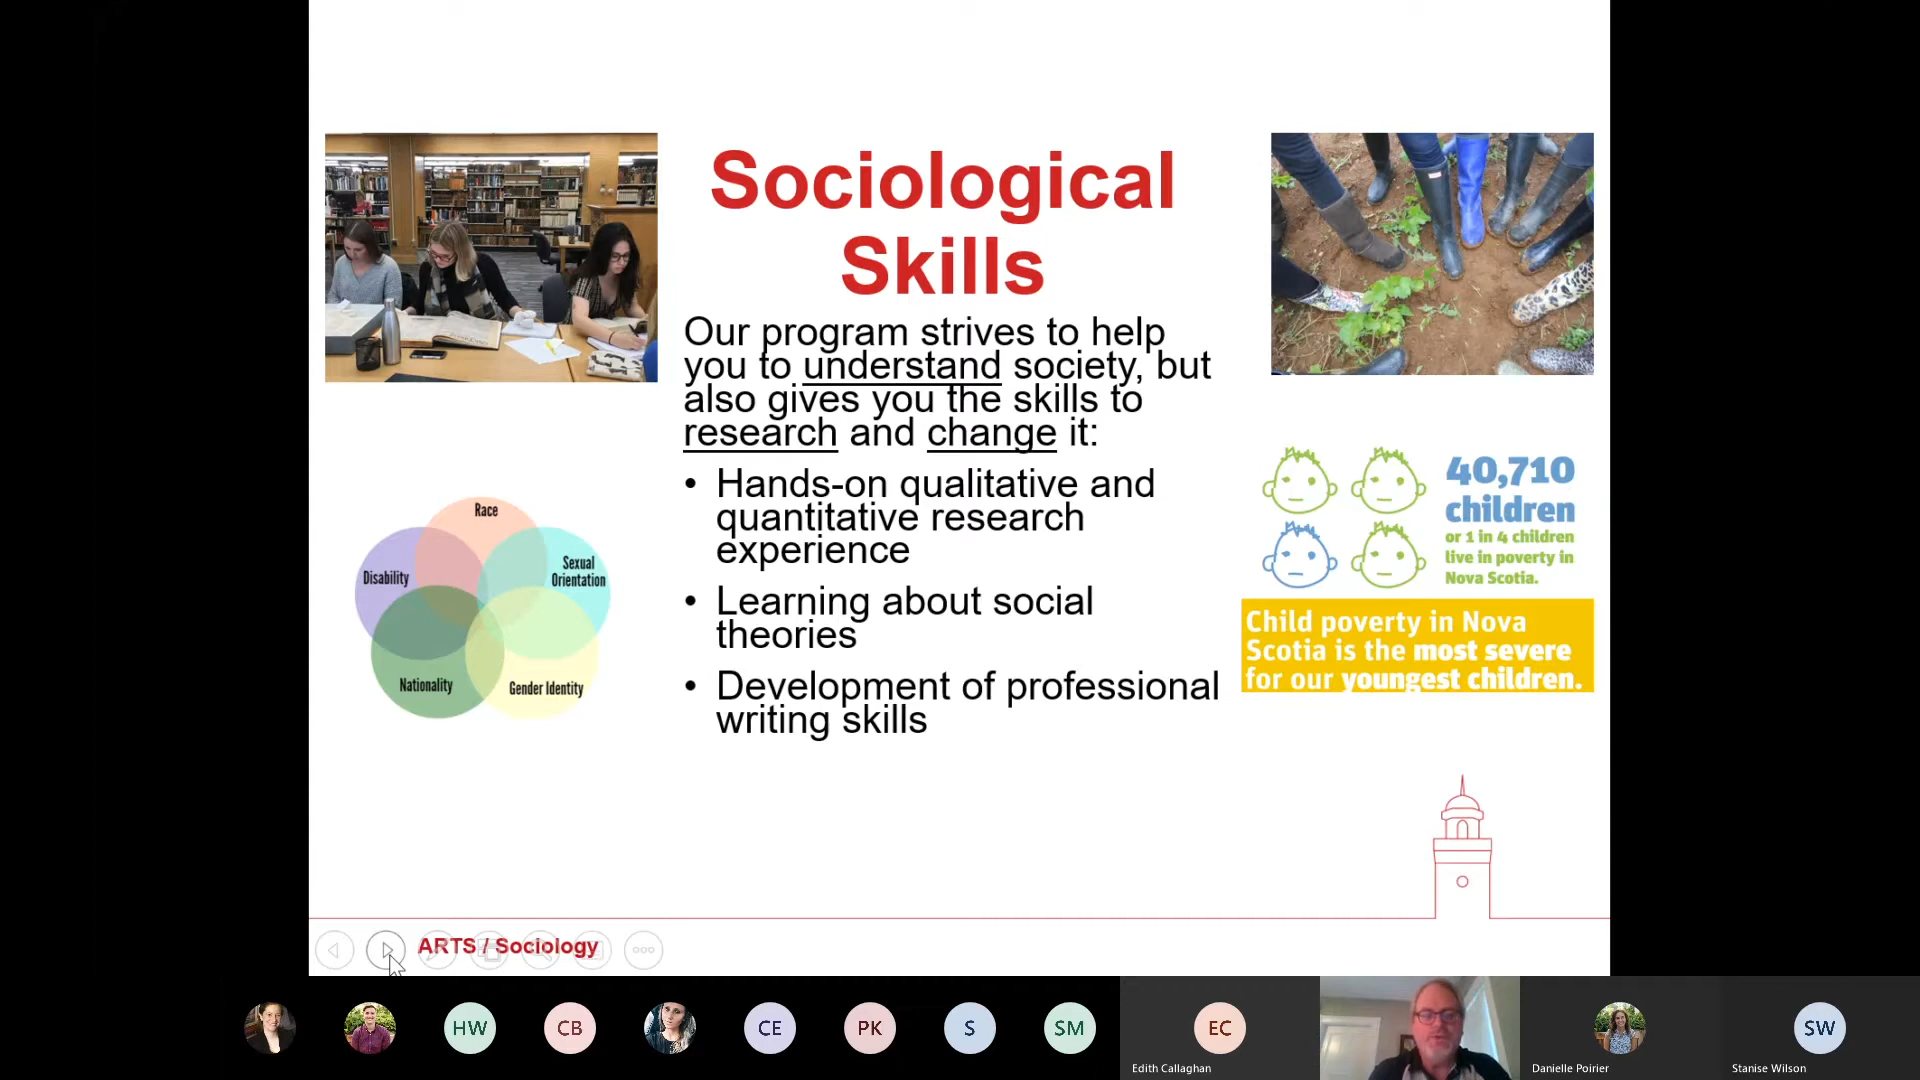 Sociological
Skills
Our program strives to help
you to understand society, but
also gives you the skills to
research and change it:
• Hands-on qualitative and
quantitative research
experience
• Learning about social
theories
• Development of professional
writing skills
Race
Disability
Sexual
Orientation
Nationality
Gender Identity
40,710
children
or 1 in 4 children
live in poverty in
Nova Scotia.
Child poverty in Nova
Scotia is the most severe
for our youngest children.
ARTS / Sociology
HW
CB
CE
PK
S
SM
EC
SW
Edith Callaghan
Danielle Poirier
Stanise Wilson